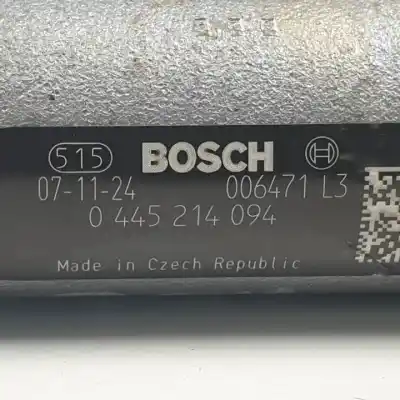 515 BOSCH
07-11-24 006471 L3
0 445 214 094
Made in Czech Republic